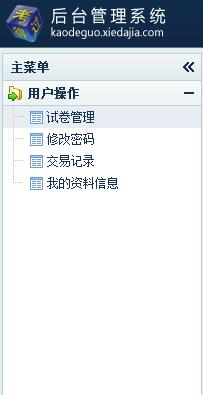 考
后台管理系统
kaodeguo.xiedajia.com
主菜单
用户操作
试卷管理
修改密码
交易记录
我的资料信息